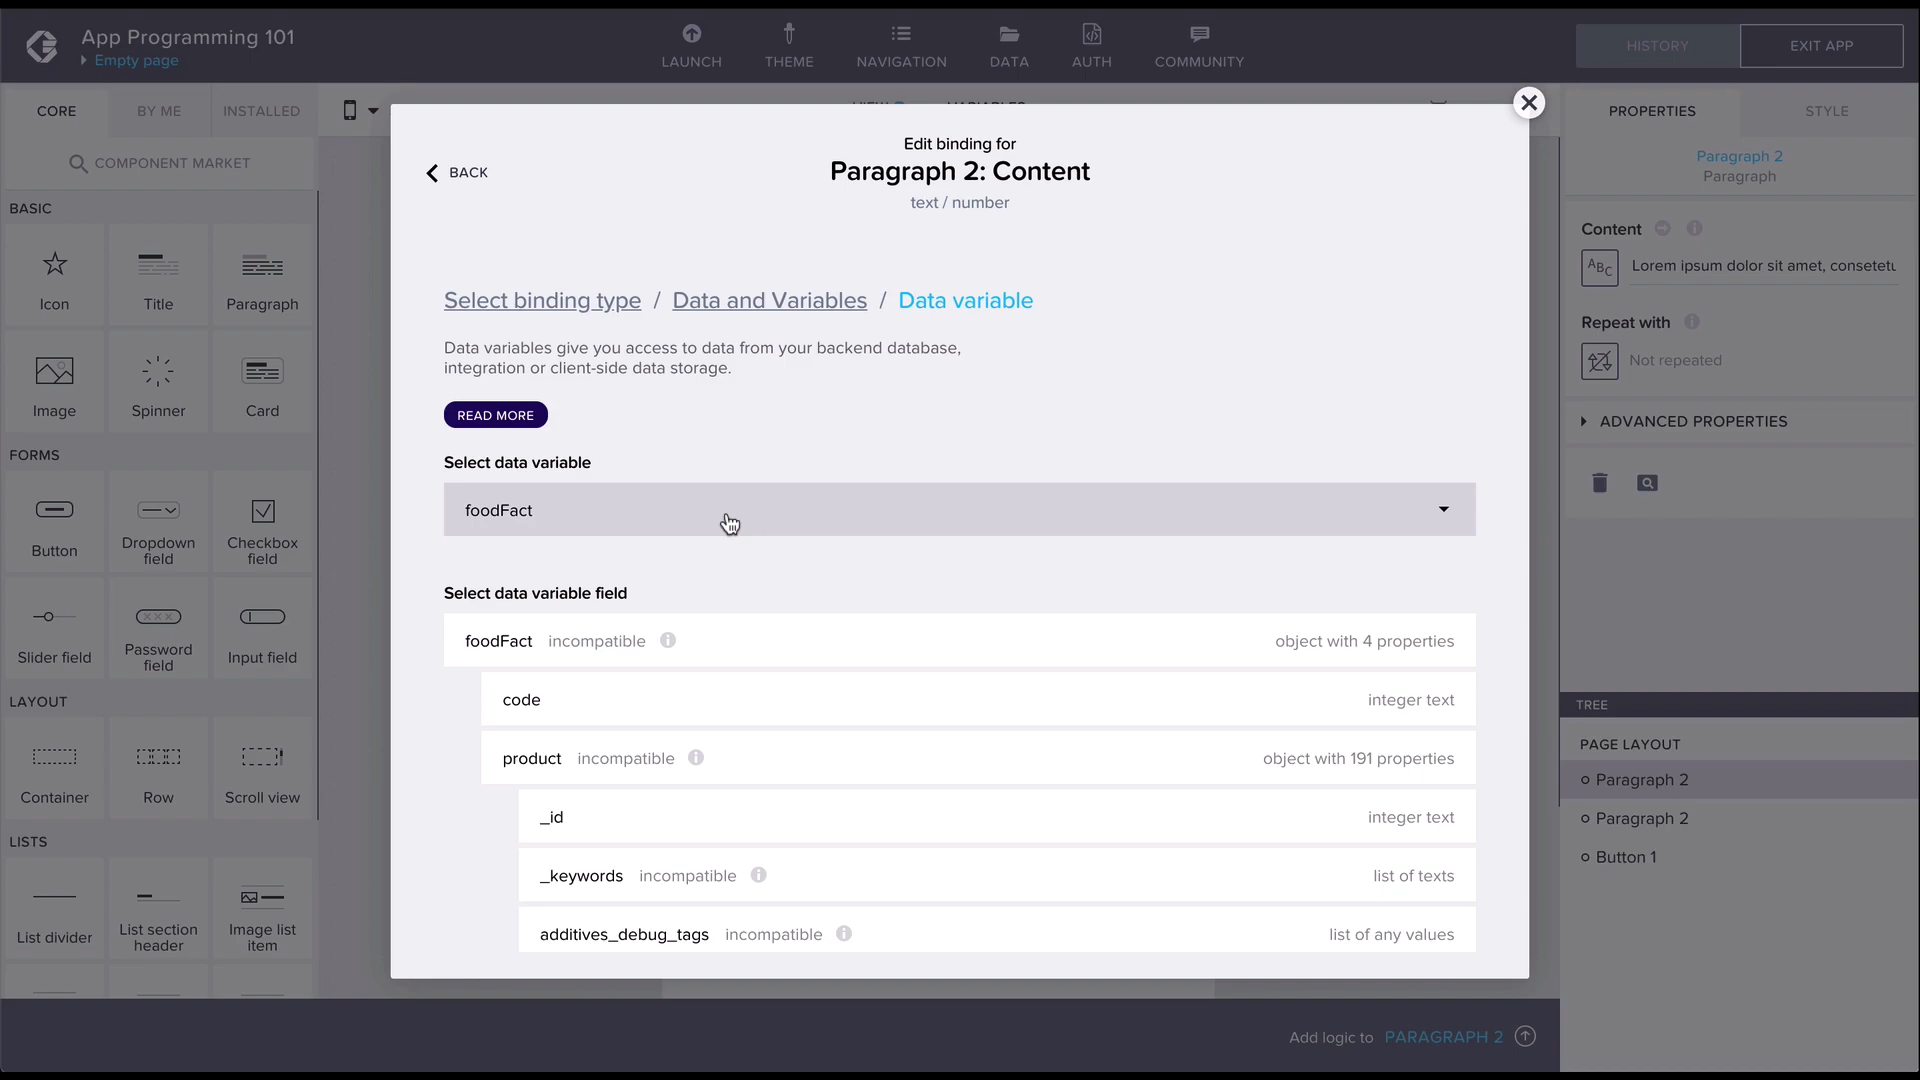 App Programming 101
Empty page
LAUNCH
THEME
NAVIGATION
DATA
AUTH
COMMUNITY
HISTORY
EXIT APP
CORE
BY ME
INSTALLED
COMPONENT MARKET
BASIC
Icon
Title
Paragraph
Image
Spinner
Card
FORMS
Button
Dropdown
field
Checkbox
field
Slider field
Password
field
Input field
LAYOUT
Container
Row
Scroll view
LISTS
List divider
List section
header
Image list
item
Edit binding for
BACK
Paragraph 2: Content
text / number
Select binding type / Data and Variables / Data variable
Data variables give you access to data from your backend database,
integration or client-side data storage.
READ MORE
Select data variable
foodFact
Select data variable field
foodFact incompatible object with 4 properties
code integer text
product incompatible object with 191 properties
_id integer text
_keywords incompatible list of texts
additives_debug_tags incompatible list of any values
Add logic to PARAGRAPH 2
PROPERTIES
STYLE
Paragraph 2
Paragraph
Content
ABC
Lorem ipsum dolor sit amet, consetetu
Repeat with
Not repeated
ADVANCED PROPERTIES
TREE
PAGE LAYOUT
Paragraph 2
Paragraph 2
Button 1